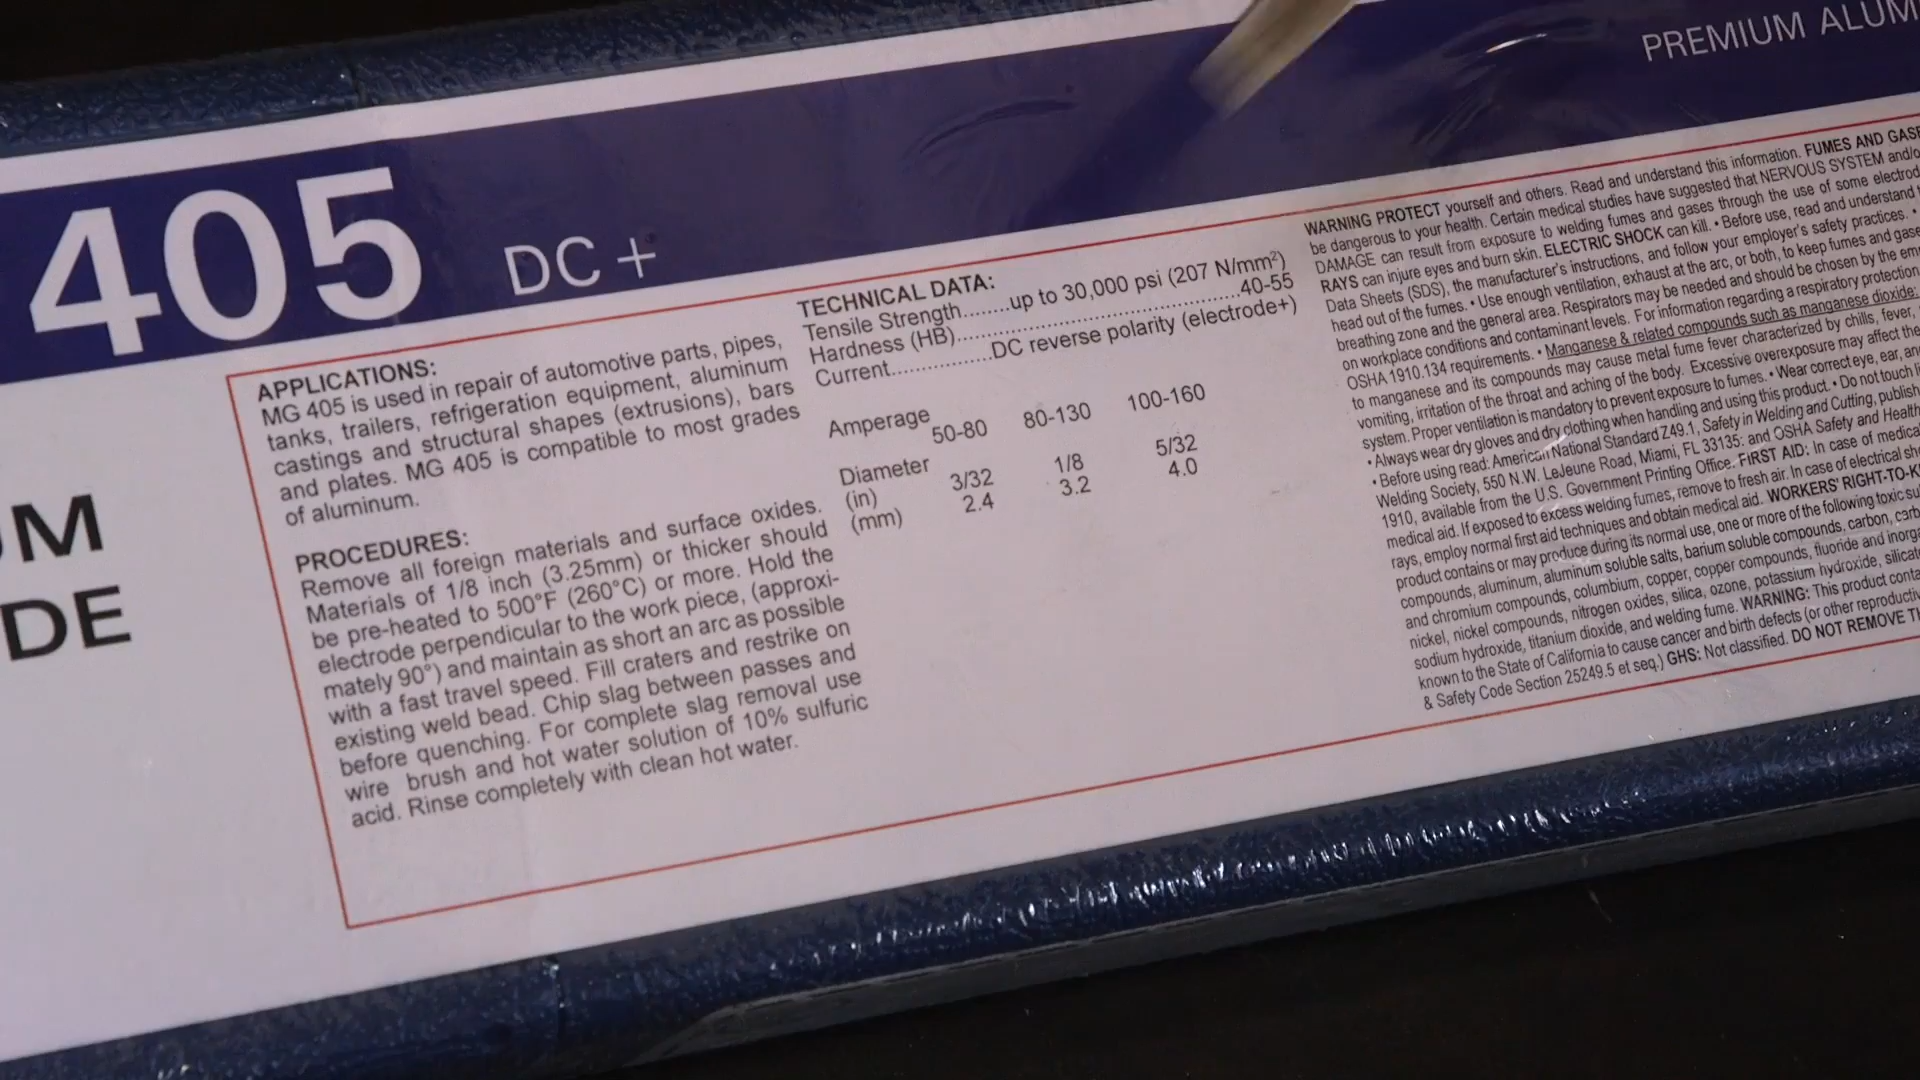 PREMIUM ALUM
405 DC+
UM
DE
APPLICATIONS:
MG 405 is used in repair of automotive parts, pipes,
tanks, trailers, refrigeration equipment, aluminum
castings and structural shapes (extrusions), bars
and plates. MG 405 is compatible to most grades
of aluminum.
PROCEDURES:
Remove all foreign materials and surface oxides.
Materials of 1/8 inch (3.25mm) or thicker should
be pre-heated to 500°F (260°C) or more. Hold the
electrode perpendicular to the work piece, (approxi-
mately 90°) and maintain as short an arc as possible
with a fast travel speed. Fill craters and restrike on
existing weld bead. Chip slag between passes and
before quenching. For complete slag removal use
wire brush and hot water solution of 10% sulfuric
acid. Rinse completely with clean hot water.
TECHNICAL DATA:
Tensile Strength........up to 30,000 psi (207 N/mm²)
Hardness (HB)................................................40-55
Current.................DC reverse polarity (electrode+)
Amperage 50-80 80-130 100-160
Diameter
(in) 3/32 1/8 5/32
(mm) 2.4 3.2 4.0
WARNING PROTECT yourself and others. Read and understand this information. FUMES AND GASE
be dangerous to your health. Certain medical studies have suggested that NERVOUS SYSTEM and/o
DAMAGE can result from exposure to welding fumes and gases through the use of some electrod
RAYS can injure eyes and burn skin. ELECTRIC SHOCK can kill. • Before use, read and understand
Data Sheets (SDS), the manufacturer's instructions, and follow your employer's safety practices. •
head out of the fumes. • Use enough ventilation, exhaust at the arc, or both, to keep fumes and gase
breathing zone and the general area. Respirators may be needed and should be chosen by the em
on workplace conditions and contaminant levels. For information regarding a respiratory protection
OSHA 1910.134 requirements. • Manganese & related compounds such as manganese dioxide:
to manganese and its compounds may cause metal fume fever characterized by chills, fever,
vomiting, irritation of the throat and aching of the body. Excessive overexposure may affect the
system. Proper ventilation is mandatory to prevent exposure to fumes. • Wear correct eye, ear, an
• Always wear dry gloves and dry clothing when handling and using this product. • Do not touch li
• Before using read: American National Standard Z49.1, Safety in Welding and Cutting, publish
Welding Society, 550 N.W. LeJeune Road, Miami, FL 33135: and OSHA Safety and Health
1910, available from the U.S. Government Printing Office. FIRST AID: In case of medica
medical aid. If exposed to excess welding fumes, remove to fresh air. In case of electrical sh
rays, employ normal first aid techniques and obtain medical aid. WORKERS' RIGHT-TO-K
product contains or may produce during its normal use, one or more of the following toxic su
compounds, aluminum, aluminum soluble salts, barium soluble compounds, carbon, carb
and chromium compounds, columbium, copper, copper compounds, fluoride and inorga
nickel, nickel compounds, nitrogen oxides, silica, ozone, potassium hydroxide, silicate
sodium hydroxide, titanium dioxide, and welding fume. WARNING: This product conta
known to the State of California to cause cancer and birth defects (or other reproductiv
& Safety Code Section 25249.5 et seq.) GHS: Not classified. DO NOT REMOVE TH